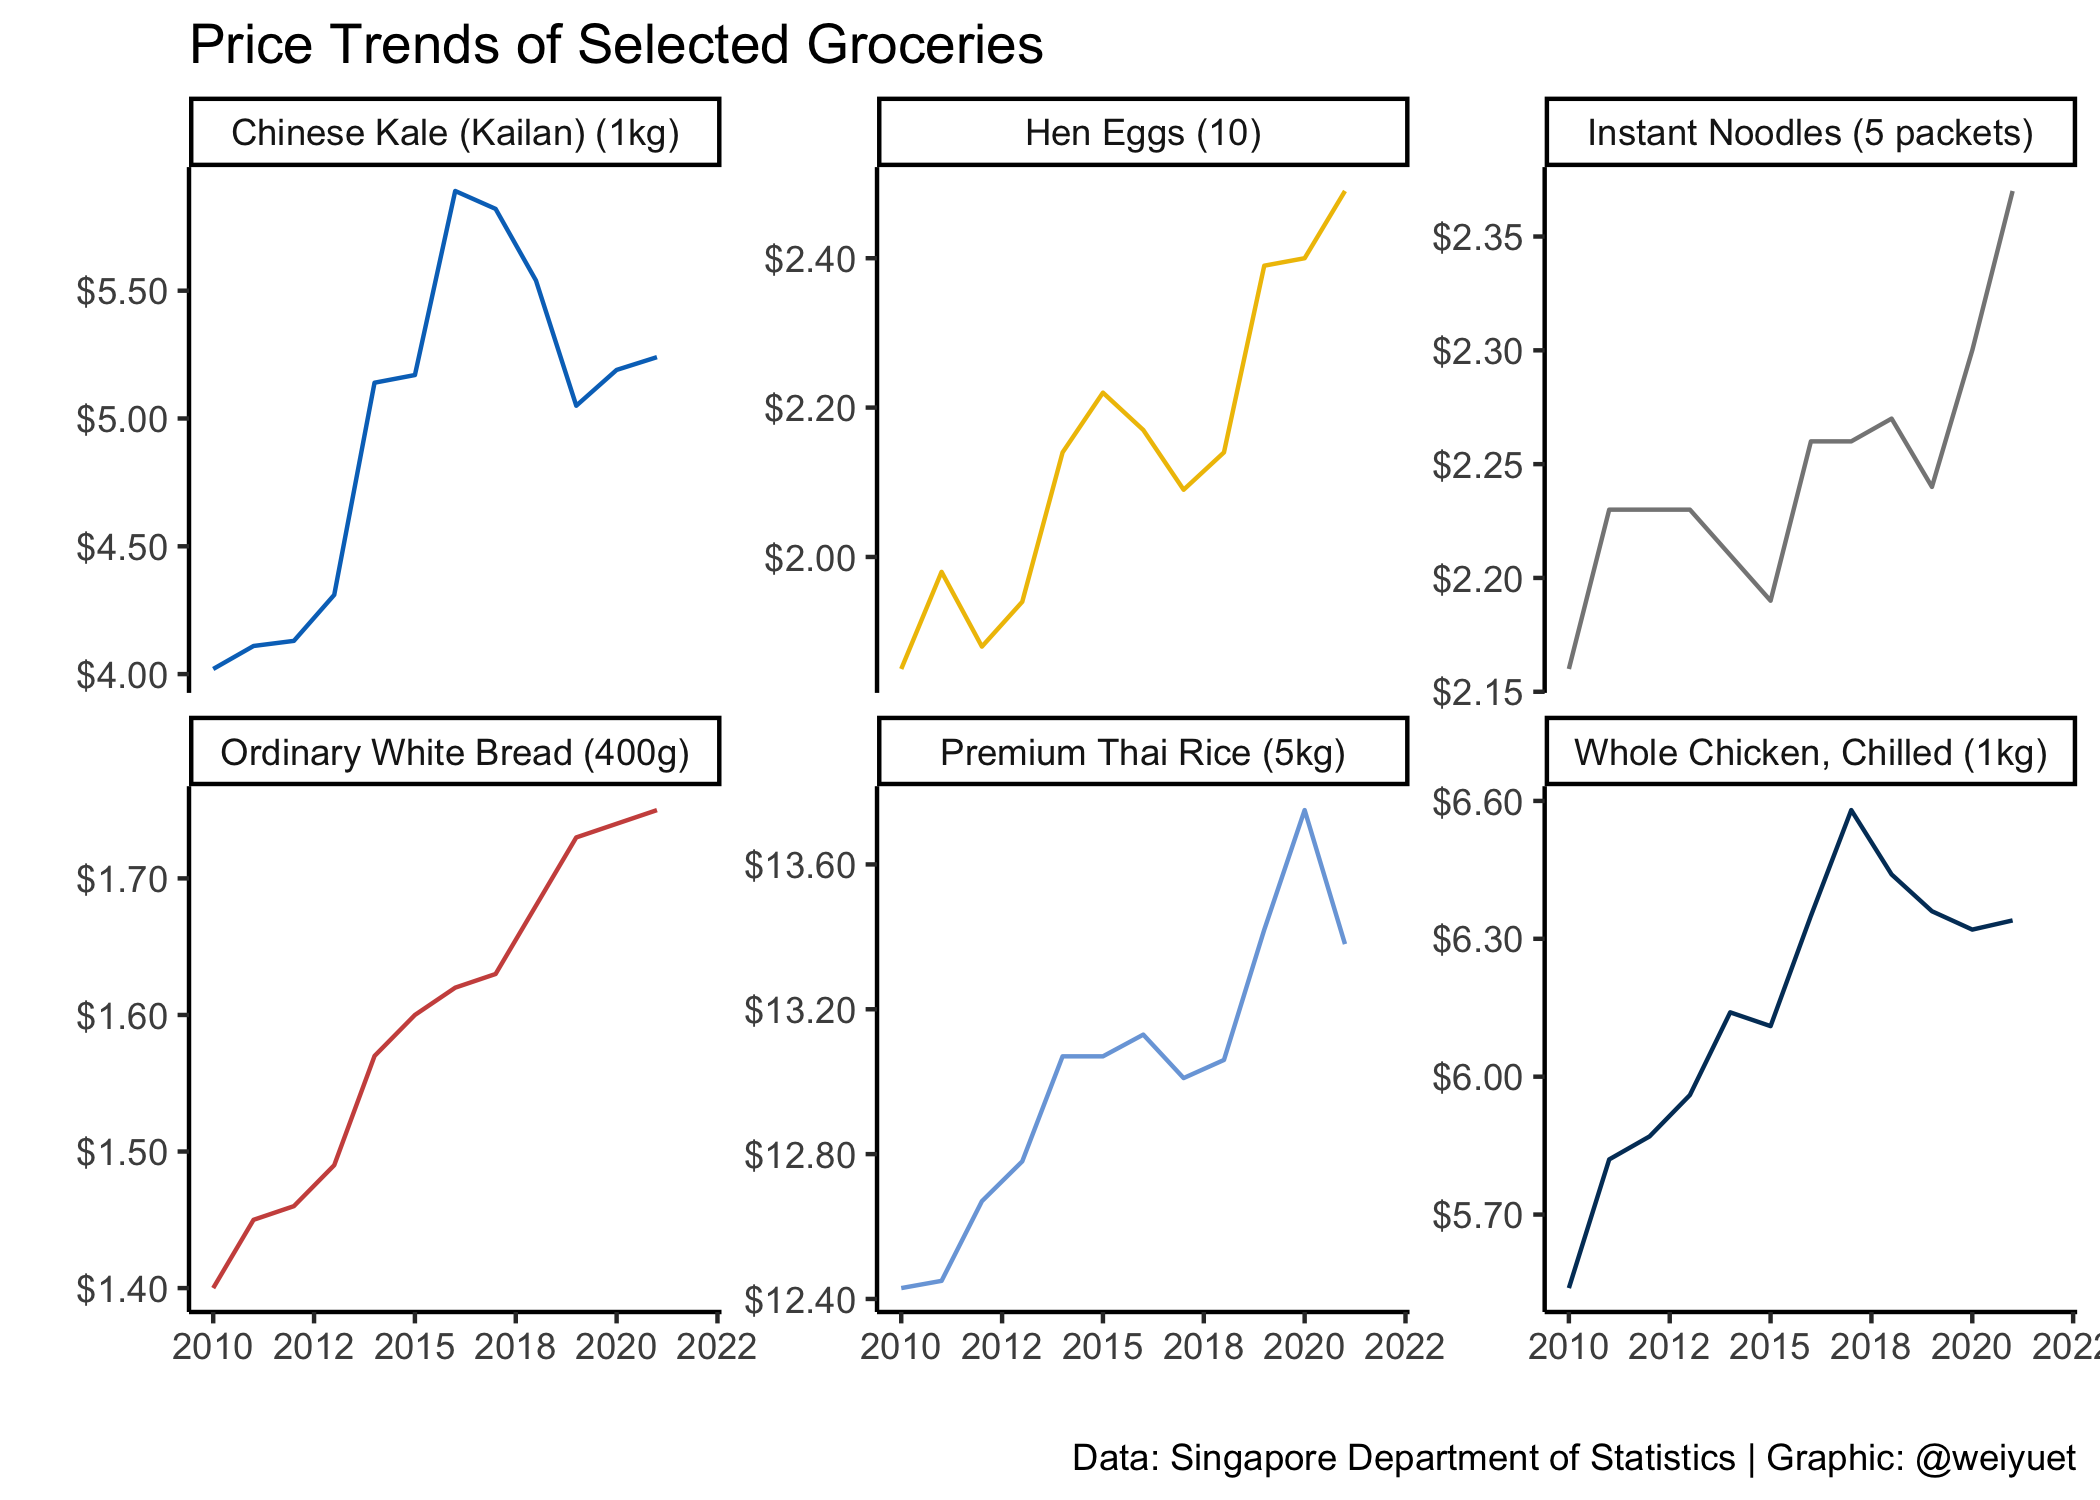 Price Trends of Selected Groceries
Chinese Kale (Kailan) (1kg)
$5.50
$5.00
$4.50
$4.00
Hen Eggs (10)
$2.40
$2.20
$2.00
Instant Noodles (5 packets)
$2.35
$2.30
$2.25
$2.20
$2.15
Ordinary White Bread (400g)
$1.70
$1.60
$1.50
$1.40
2010 2012 2015 2018 2020 2022
Premium Thai Rice (5kg)
$13.60
$13.20
$12.80
$12.40
2010 2012 2015 2018 2020 2022
Whole Chicken, Chilled (1kg)
$6.60
$6.30
$6.00
$5.70
2010 2012 2015 2018 2020 2022
Data: Singapore Department of Statistics | Graphic: @weiyuet